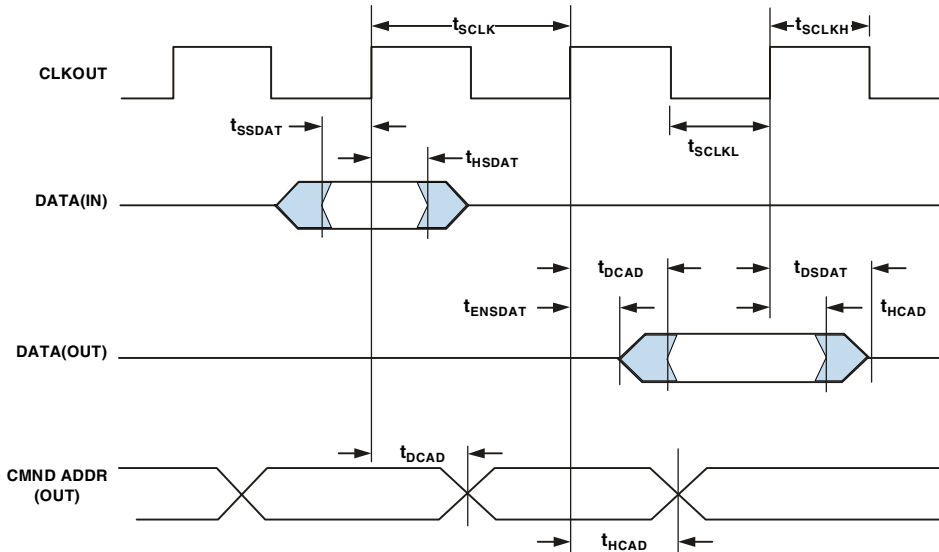 tSCLK
tSCLKH
CLKOUT
tSSDAT
tHSDAT
tSCLKL
DATA(IN)
tDCAD
tDSDAT
tENSDAT
tHCAD
DATA(OUT)
tDCAD
CMND ADDR
(OUT)
tHCAD